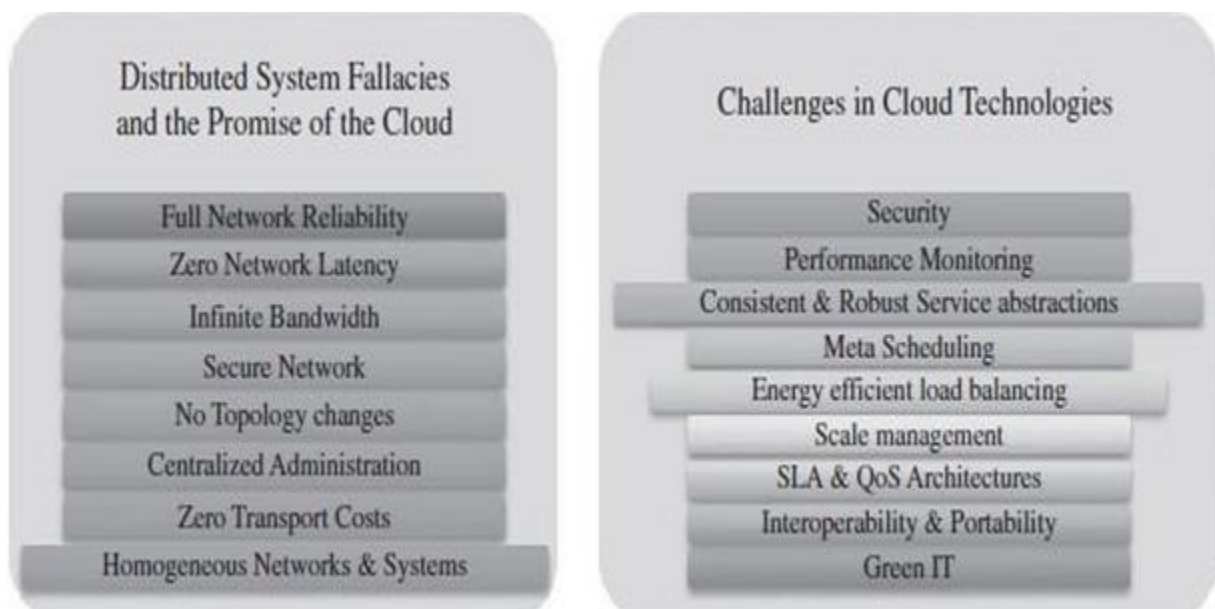 Distributed System Fallacies
and the Promise of the Cloud
Full Network Reliability
Zero Network Latency
Infinite Bandwidth
Secure Network
No Topology changes
Centralized Administration
Zero Transport Costs
Homogeneous Networks & Systems
Challenges in Cloud Technologies
Security
Performance Monitoring
Consistent & Robust Service abstractions
Meta Scheduling
Energy efficient load balancing
Scale management
SLA & QoS Architectures
Interoperability & Portability
Green IT